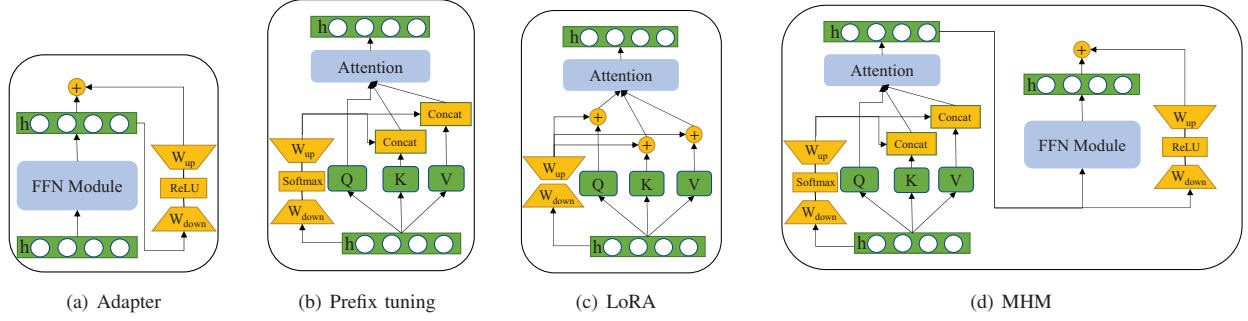 h
Attention
Concat
Concat
W_up
Softmax
W_down
Q
K
V
h
h
FFN Module
W_up
ReLU
W_down
h
+
h
Attention
+
+
+
W_up
W_down
Q
K
V
h
h
Attention
Concat
Concat
W_up
Softmax
W_down
Q
K
V
h
+
h
FFN Module
W_up
ReLU
W_down
+
(a) Adapter
(b) Prefix tuning
(c) LoRA
(d) MHM